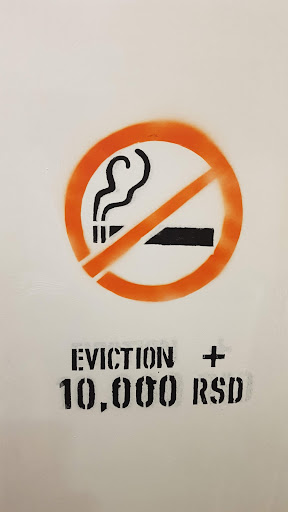 EVICTION +
10,000 RSD